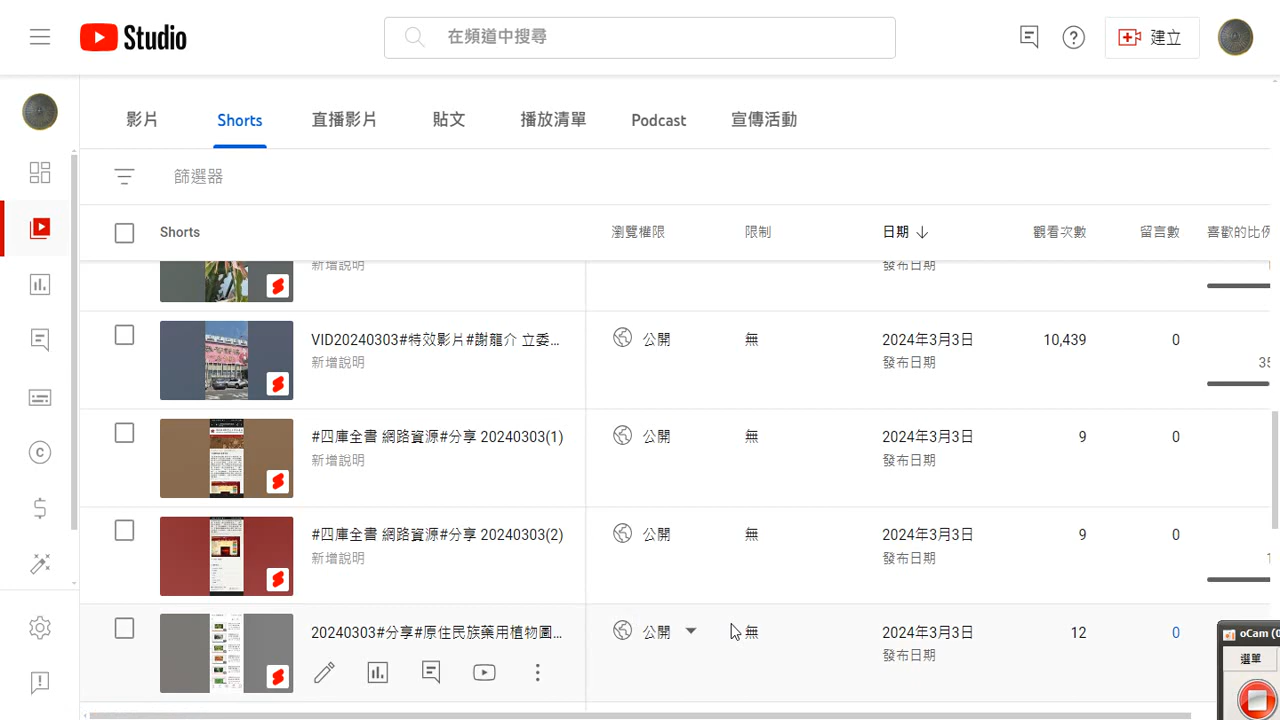 Studio
在頻道中搜尋
建立
影片
Shorts
直播影片
貼文
播放清單
Podcast
宣傳活動
篩選器
Shorts
瀏覽權限
限制
日期
觀看次數
留言數
喜歡的比例
新增說明
發布日期
VID20240303#特效影片#謝龍介 立委...
新增說明
公開
無
2024年3月3日
發布日期
10,439
0
35
#四庫全書 網路資源#分享 20240303(1)
新增說明
公開
無
2024年3月3日
發布日期
9
0
#四庫全書 網路資源#分享 20240303(2)
新增說明
公開
無
2024年3月3日
發布日期
9
0
20240303#分享#原住民族藥用植物圖...
公開
無
2024年3月3日
發布日期
12
0
oCam (
選單